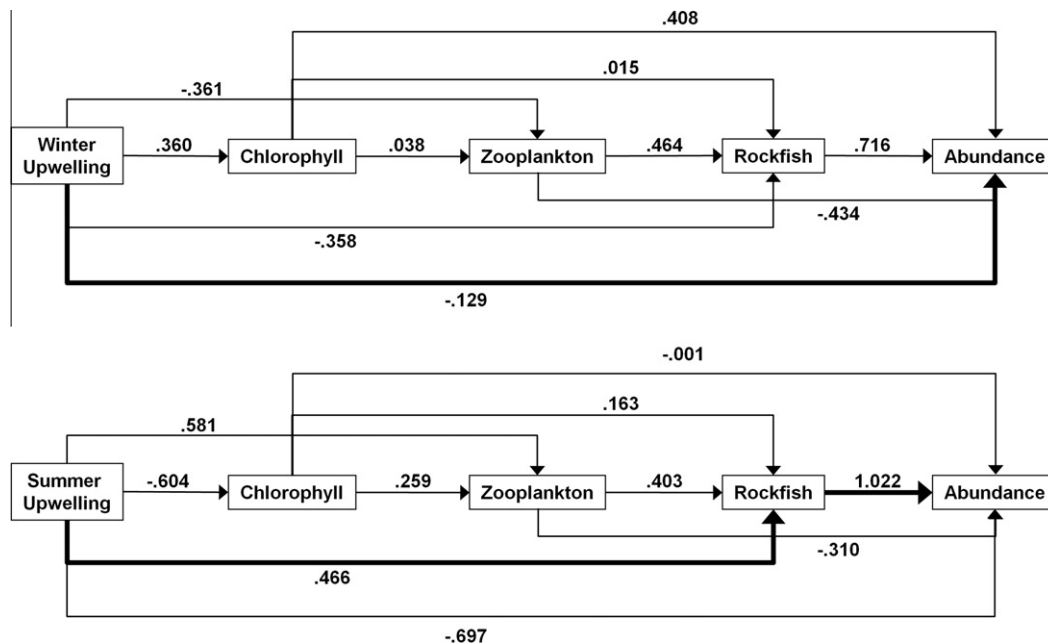 .408
.015
-.361
Winter
Upwelling
.360
Chlorophyll
.038
Zooplankton
.464
Rockfish
.716
Abundance
-.434
-.358
-.129
-.001
.163
.581
Summer
Upwelling
-.604
Chlorophyll
.259
Zooplankton
.403
Rockfish
1.022
Abundance
-.310
.466
-.697